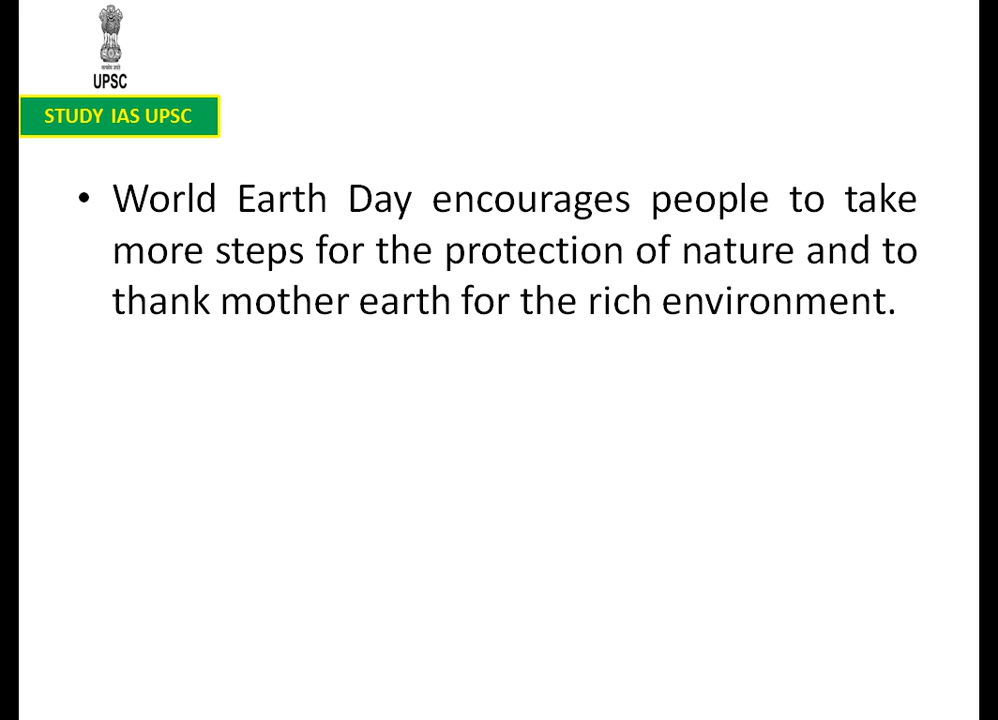 UPSC
STUDY IAS UPSC
• World Earth Day encourages people to take
more steps for the protection of nature and to
thank mother earth for the rich environment.